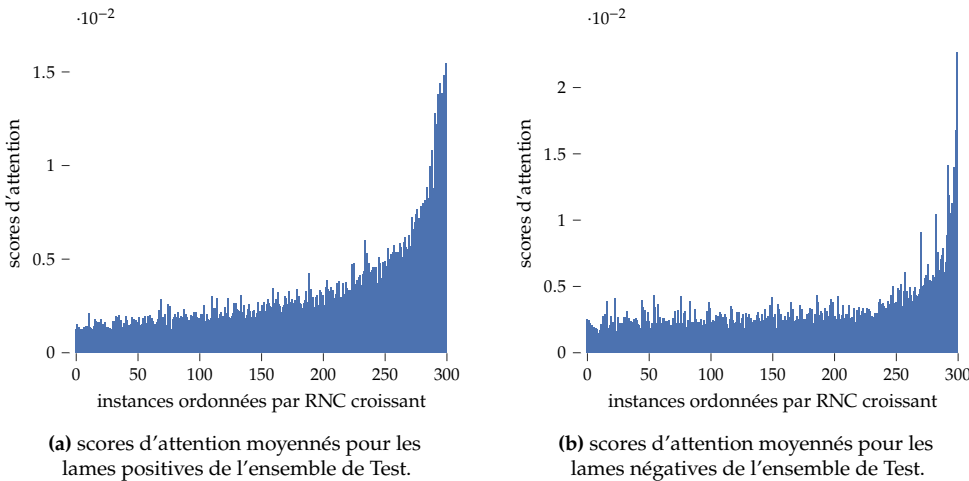 ·10⁻²
1.5
1
0.5
0
scores d'attention
0 50 100 150 200 250 300
instances ordonnées par RNC croissant
(a) scores d'attention moyennés pour les
lames positives de l'ensemble de Test.
·10⁻²
2
1.5
1
0.5
0
scores d'attention
0 50 100 150 200 250 300
instances ordonnées par RNC croissant
(b) scores d'attention moyennés pour les
lames négatives de l'ensemble de Test.